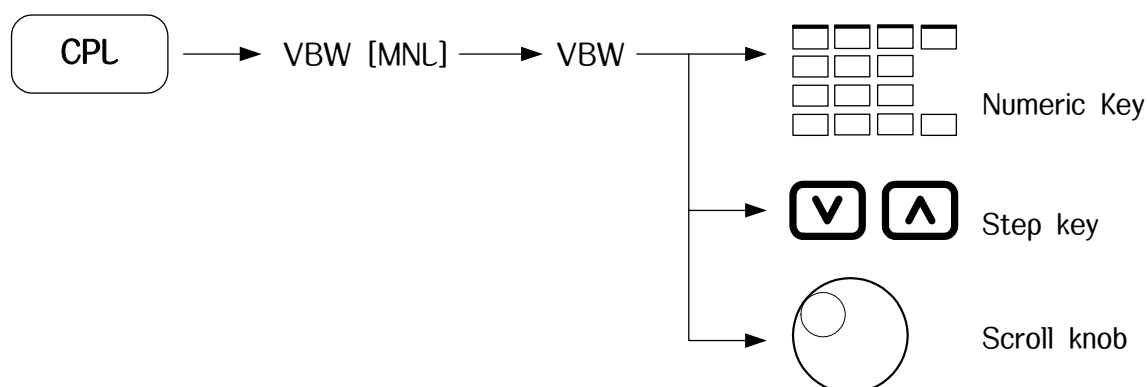 CPL
VBW [MNL]
VBW
Numeric Key
Step key
Scroll knob